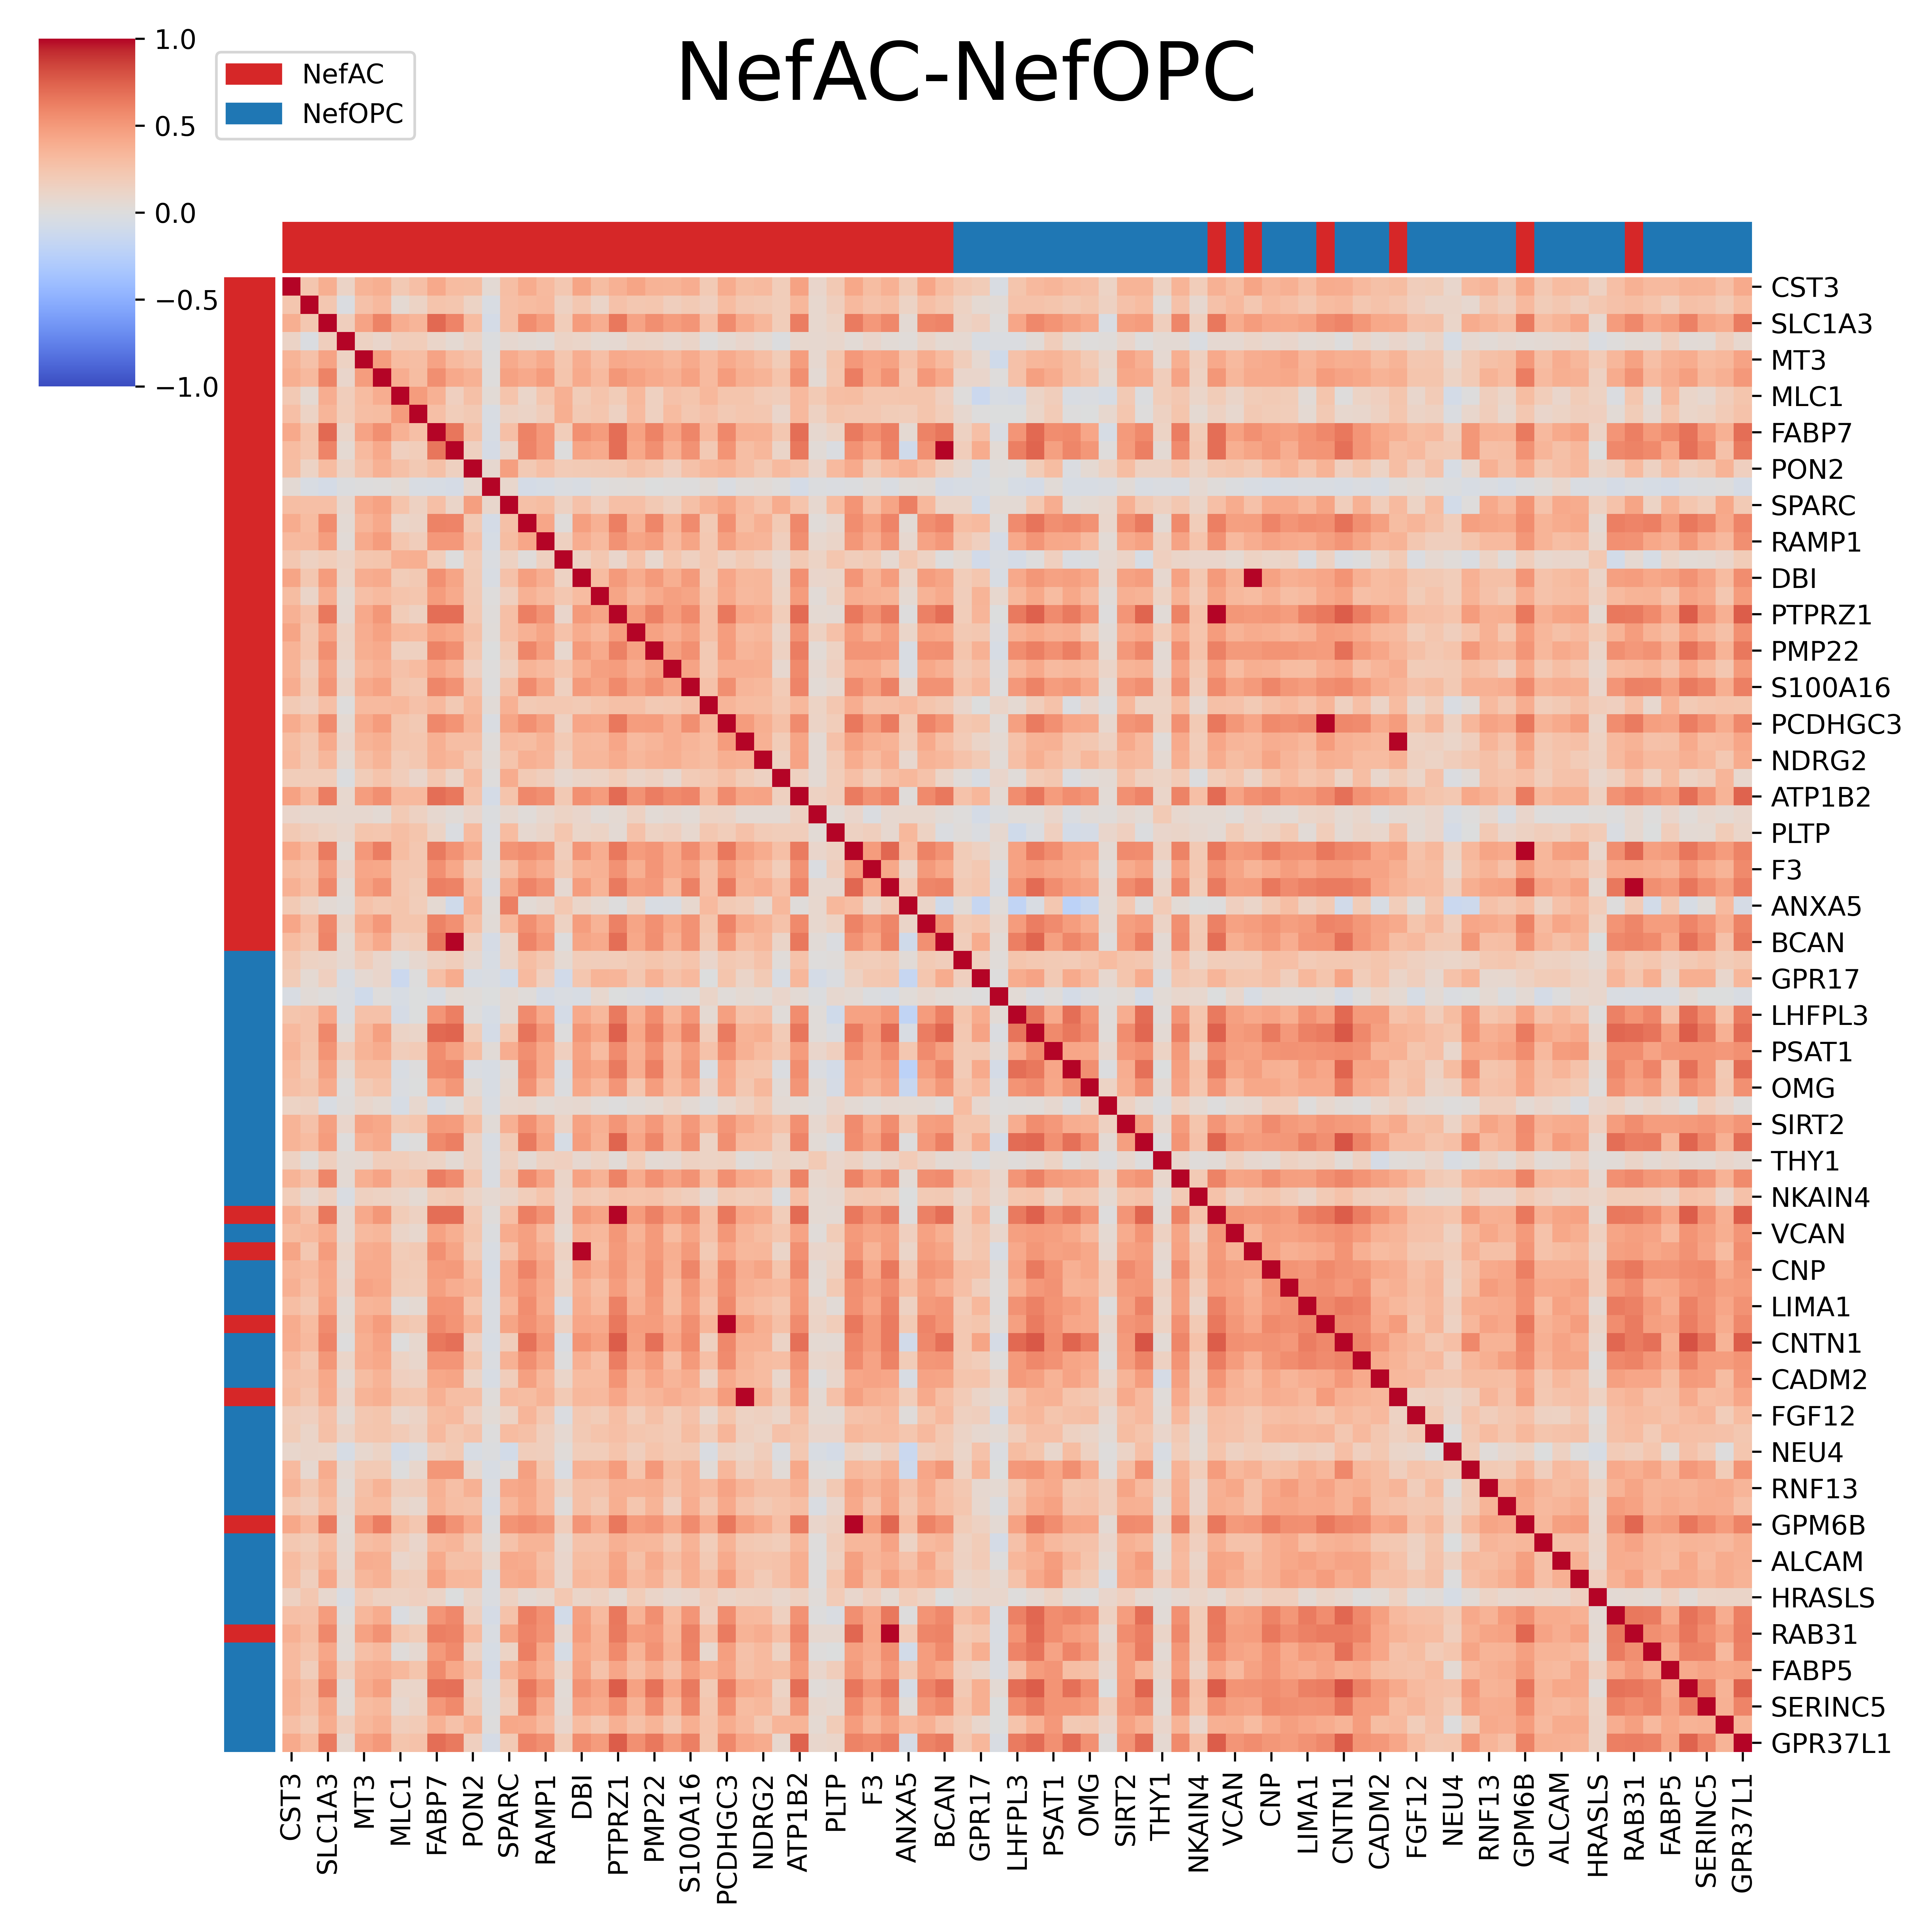 NefAC-NefOPC
1.0
0.5
0.0
−0.5
−1.0
NefAC
NefOPC
CST3
SLC1A3
MT3
MLC1
FABP7
PON2
SPARC
RAMP1
DBI
PTPRZ1
PMP22
S100A16
PCDHGC3
NDRG2
ATP1B2
PLTP
F3
ANXA5
BCAN
GPR17
LHFPL3
PSAT1
OMG
SIRT2
THY1
NKAIN4
VCAN
CNP
LIMA1
CNTN1
CADM2
FGF12
NEU4
RNF13
GPM6B
ALCAM
HRASLS
RAB31
FABP5
SERINC5
GPR37L1
CST3
SLC1A3
MT3
MLC1
FABP7
PON2
SPARC
RAMP1
DBI
PTPRZ1
PMP22
S100A16
PCDHGC3
NDRG2
ATP1B2
PLTP
F3
ANXA5
BCAN
GPR17
LHFPL3
PSAT1
OMG
SIRT2
THY1
NKAIN4
VCAN
CNP
LIMA1
CNTN1
CADM2
FGF12
NEU4
RNF13
GPM6B
ALCAM
HRASLS
RAB31
FABP5
SERINC5
GPR37L1